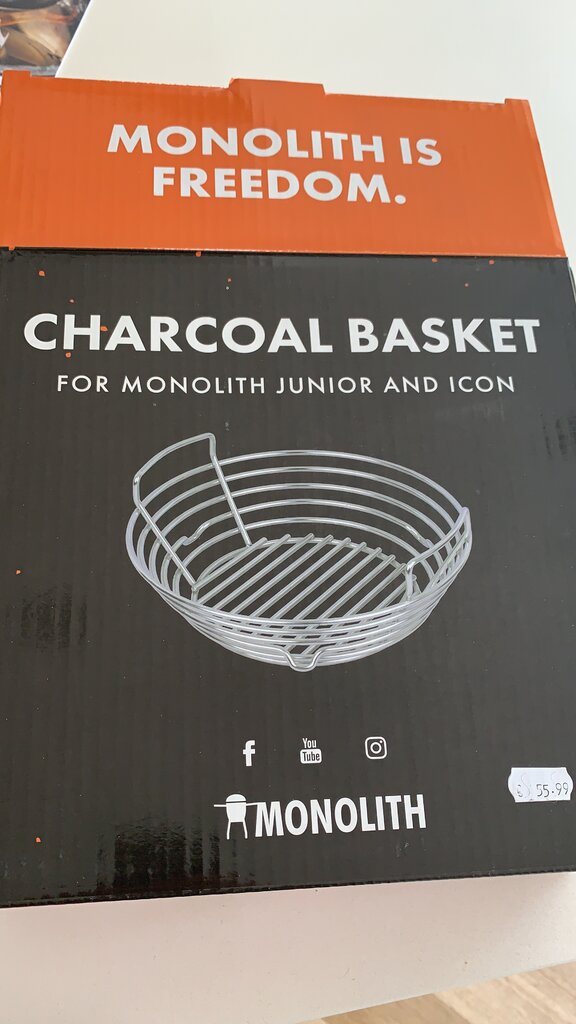 MONOLITH IS
FREEDOM.
CHARCOAL BASKET
FOR MONOLITH JUNIOR AND ICON
f
You
Tube
MONOLITH
55.99